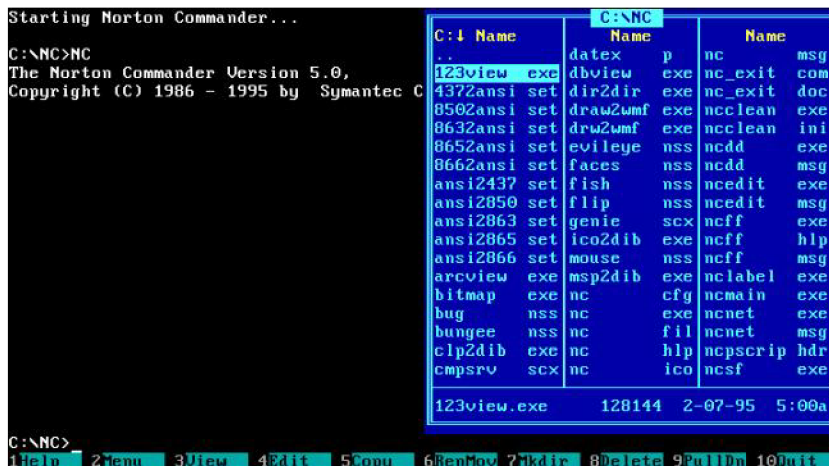 Starting Norton Commander...
C:\NC>NC
The Norton Commander Version 5.0,
Copyright (C) 1986 - 1995 by Symantec C
C:\NC
C:↓ Name Name Name
.. datex p nc msg
123view exe dbview exe nc_exit com
4372ansi set dir2dir exe nc_exit doc
8502ansi set draw2wmf exe ncclean exe
8632ansi set drw2wmf exe ncclean ini
8652ansi set evileye nss ncdd exe
8662ansi set faces nss ncdd msg
ansi2437 set fish nss ncedit exe
ansi2850 set flip nss ncedit msg
ansi2863 set genie scx ncff exe
ansi2865 set ico2dib exe ncff hlp
ansi2866 set mouse nss ncff msg
arcview exe msp2dib exe nclabel exe
bitmap exe nc cfg ncmain exe
bug nss nc exe ncnet exe
bungee nss nc fil ncnet msg
clp2dib exe nc hlp ncpscrip hdr
cmpsrv scx nc ico ncsf exe
123view.exe 128144 2-07-95 5:00a
C:\NC>_
1Help 2Menu 3View 4Edit 5Copy 6RenMov 7Mkdir 8Delete 9PullDn 10Quit